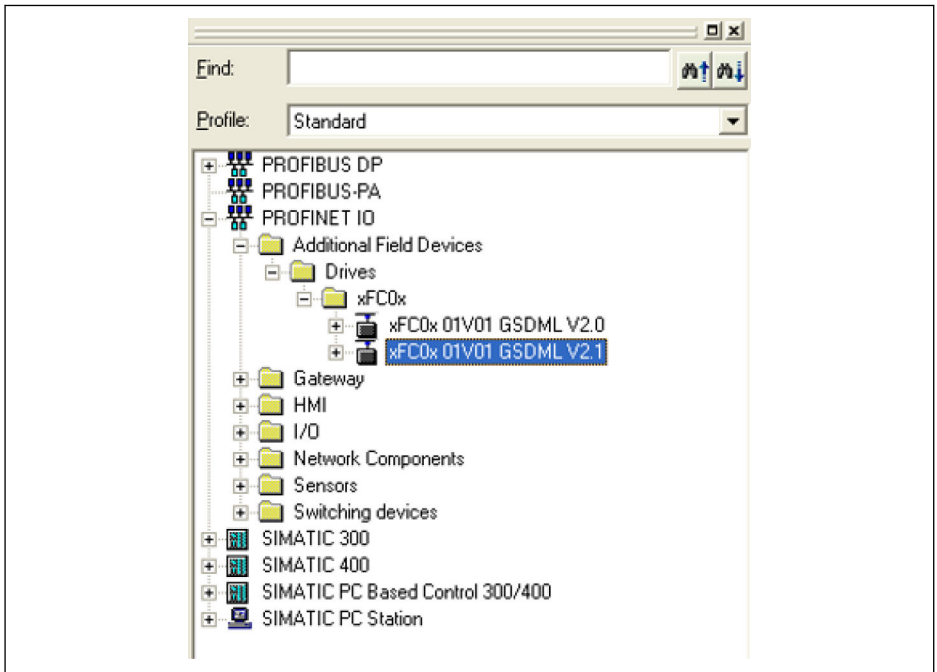 Find:
Profile: Standard
PROFIBUS DP
PROFIBUS-PA
PROFINET IO
Additional Field Devices
Drives
xFC0x
xFC0x 01V01 GSDML V2.0
xFC0x 01V01 GSDML V2.1
Gateway
HMI
I/O
Network Components
Sensors
Switching devices
SIMATIC 300
SIMATIC 400
SIMATIC PC Based Control 300/400
SIMATIC PC Station